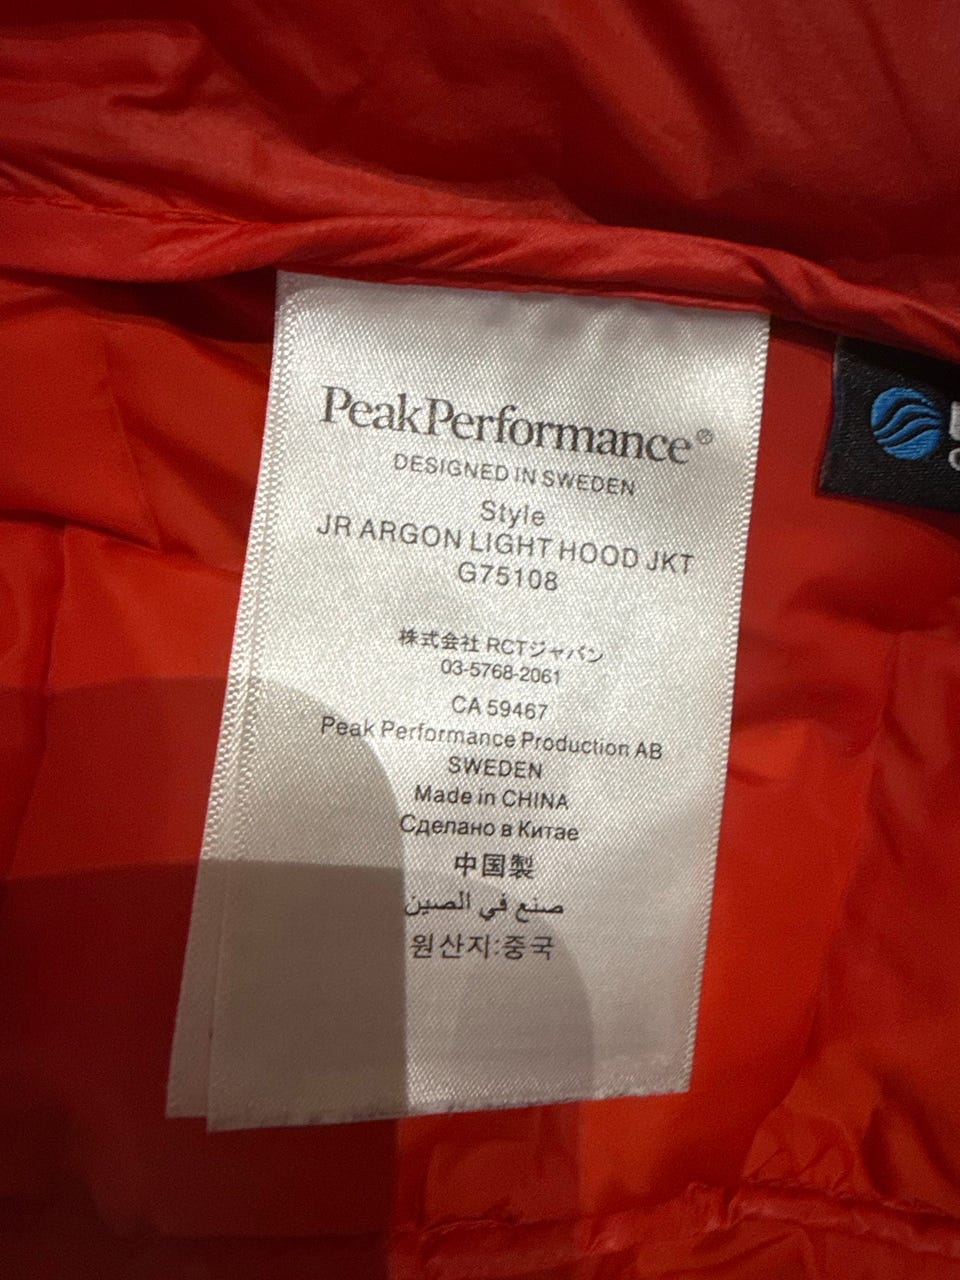 PeakPerformance®
DESIGNED IN SWEDEN
Style
JR ARGON LIGHT HOOD JKT
G75108
株式会社 RCTジャパン
03-5768-2061
CA 59467
Peak Performance Production AB
SWEDEN
Made in CHINA
Сделано в Китае
中国製
صنع في الصين
원산지:중국